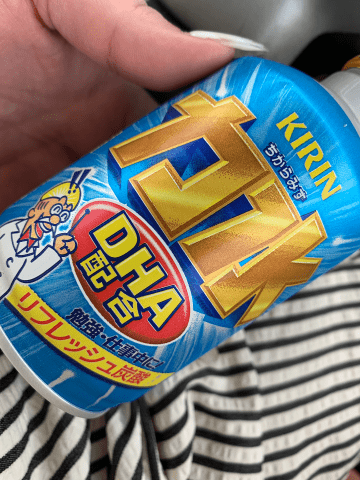 KIRIN
ちからみず
力水
DHA
配合
勉強・仕事中に
リフレッシュ炭酸